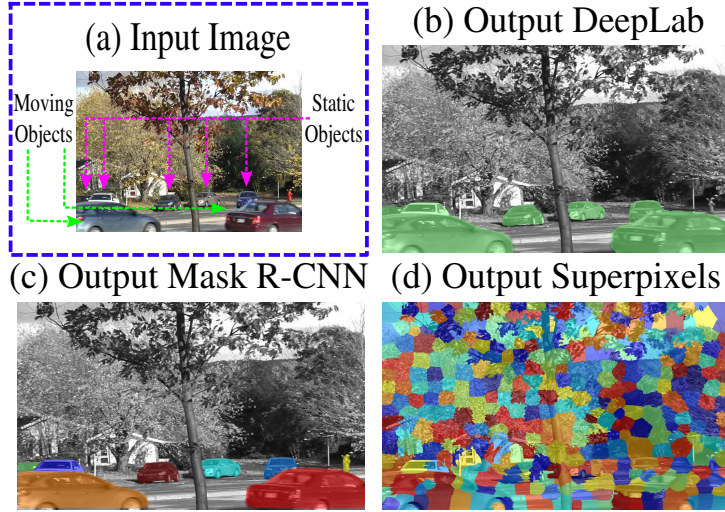 (a) Input Image
Moving
Objects
Static
Objects
(b) Output DeepLab
(c) Output Mask R-CNN
(d) Output Superpixels